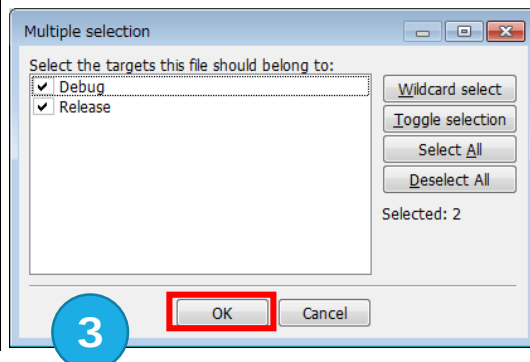 Multiple selection
Select the targets this file should belong to:
Debug
Release
Wildcard select
Toggle selection
Select All
Deselect All
Selected: 2
OK
Cancel
3